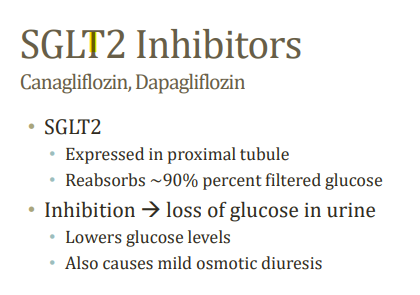 SGLT2 Inhibitors
Canagliflozin, Dapagliflozin
• SGLT2
• Expressed in proximal tubule
• Reabsorbs ~90% percent filtered glucose
• Inhibition → loss of glucose in urine
• Lowers glucose levels
• Also causes mild osmotic diuresis